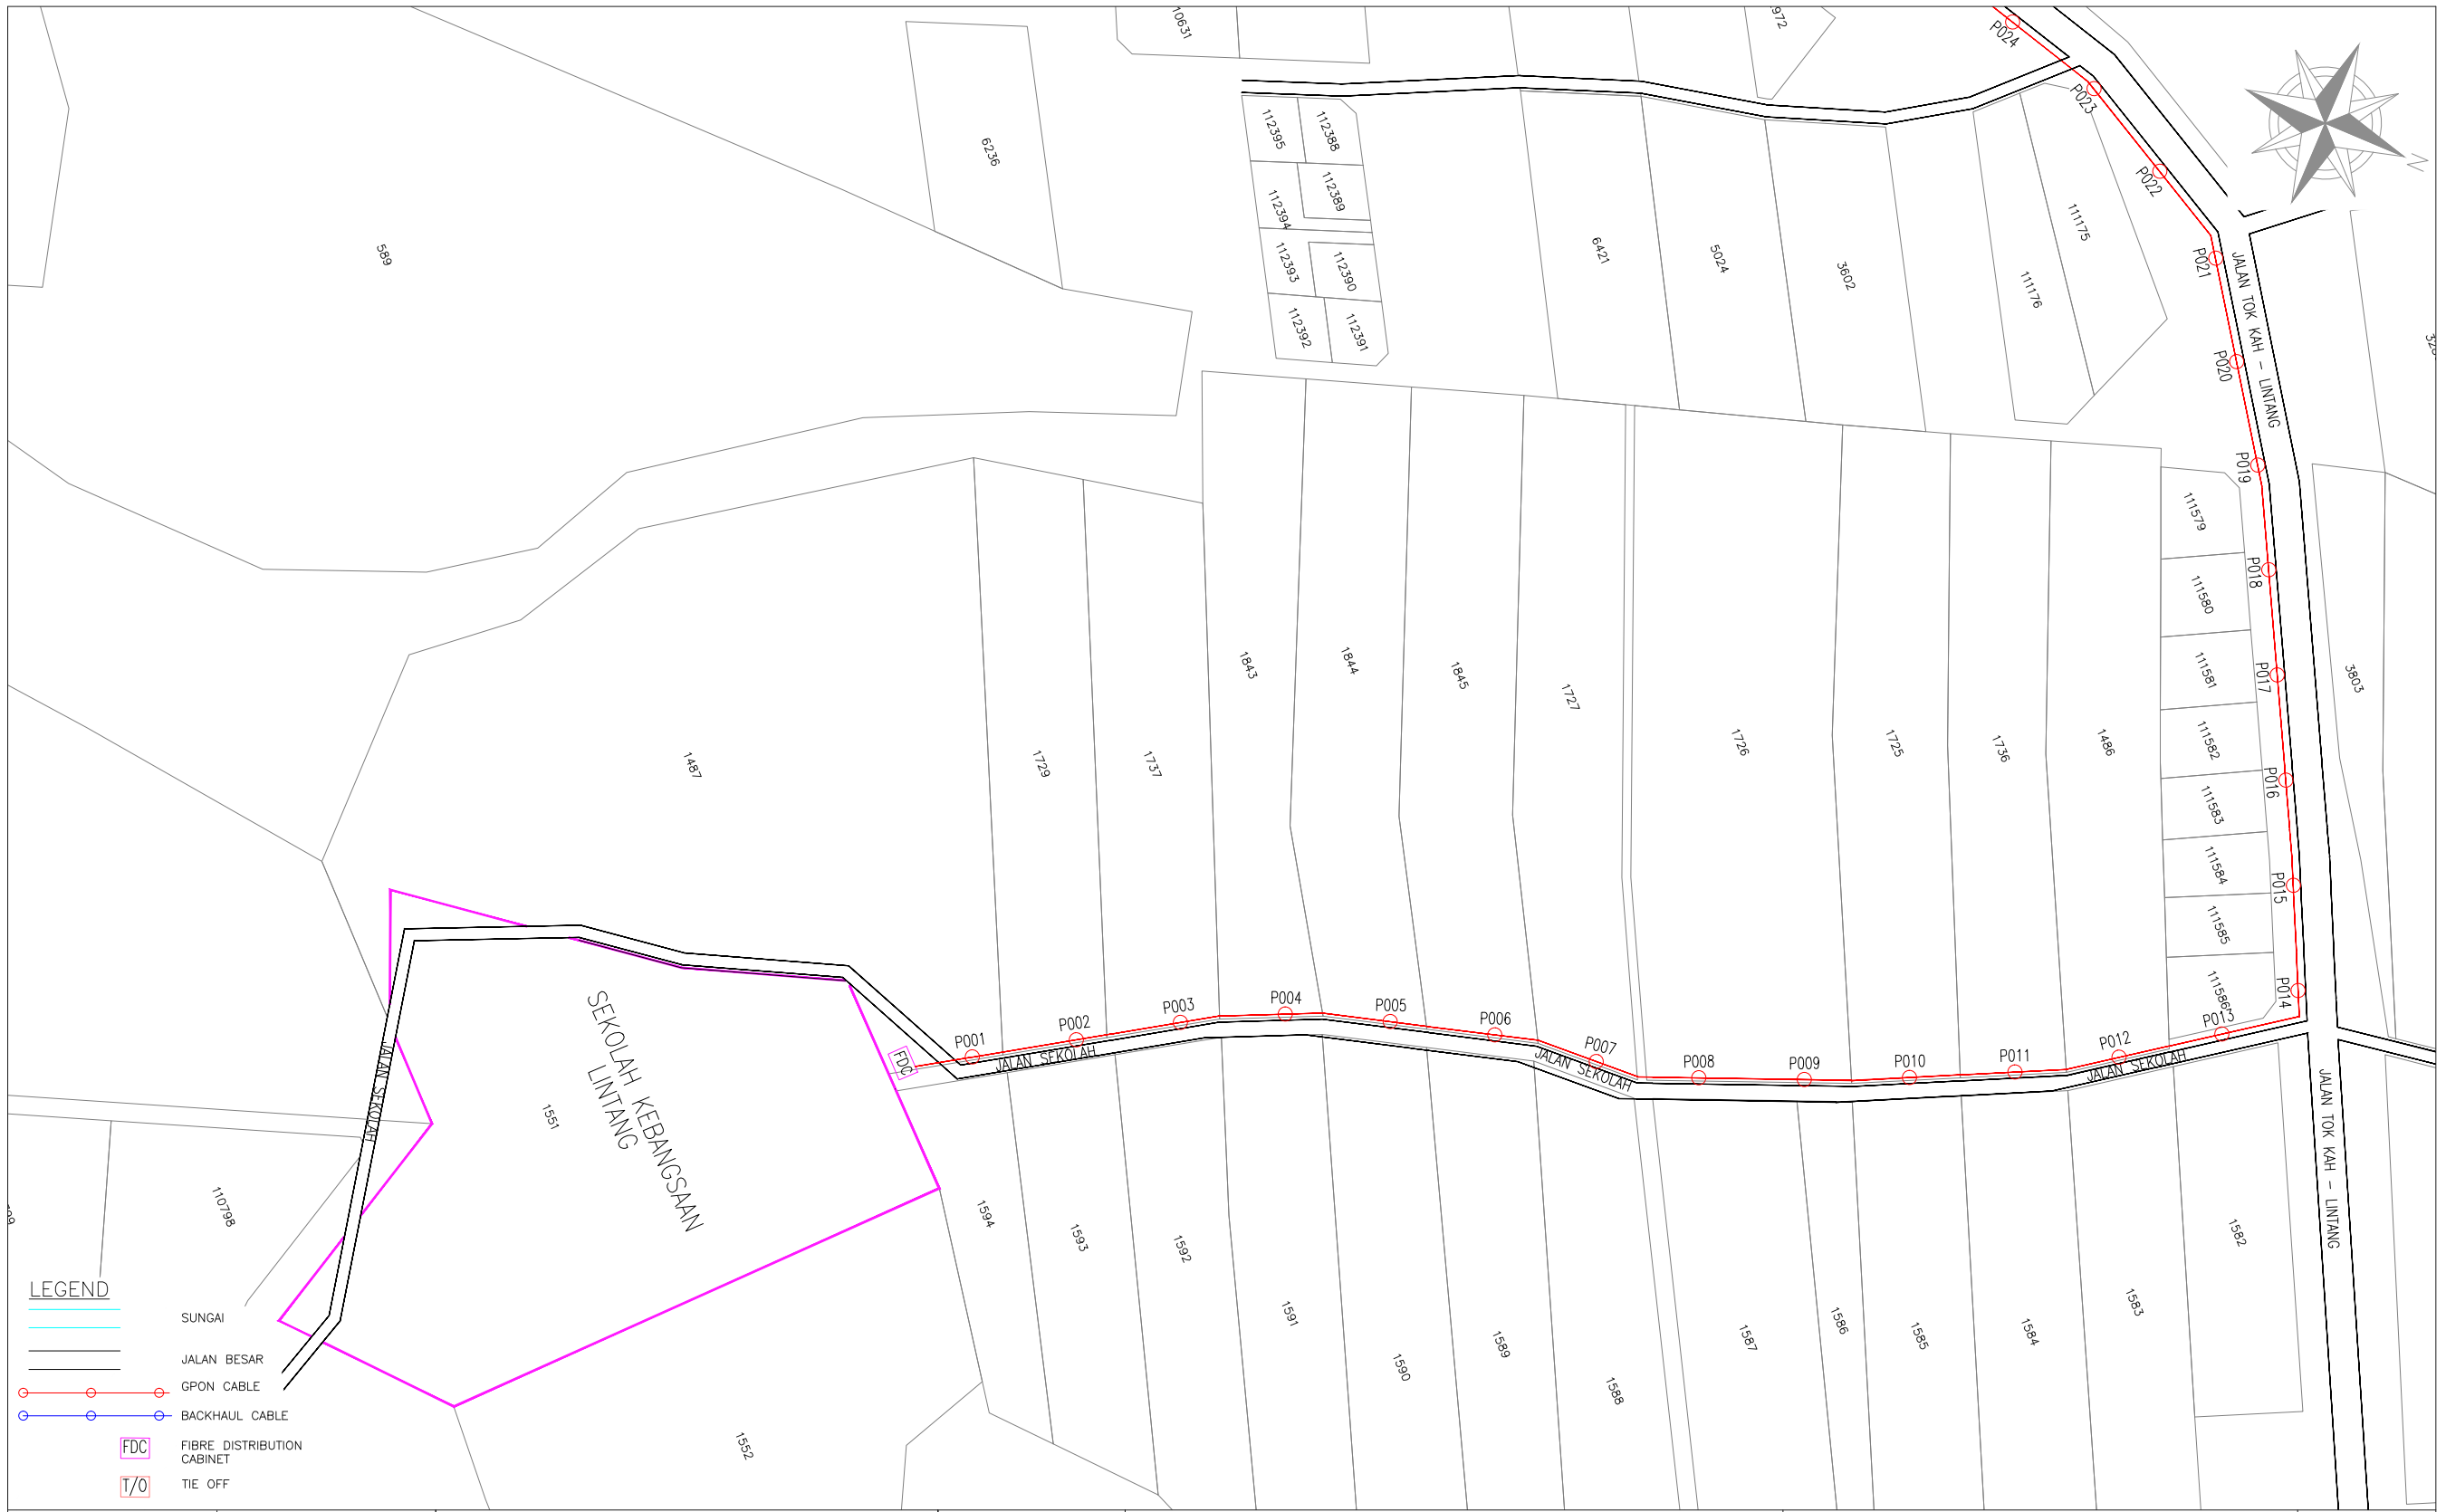 10631
P024
P023
P022
P021
P020
P019
P018
P017
P016
P015
P014
6236
589
112395
112388
112389
112394
112393
112390
112392
112391
6421
5024
3602
111175
111176
JALAN TOK KAH - LINTANG
111579
111580
111581
111582
111583
111584
111585
111586
3803
1487
1729
1737
1843
1844
1845
1727
1726
1725
1736
1486
FDC
P001
P002
P003
P004
P005
P006
P007
P008
P009
P010
P011
P012
P013
JALAN SEKOLAH
JALAN SEKOLAH
JALAN SEKOLAH
JALAN SEKOLAH
JALAN TOK KAH - LINTANG
SEKOLAH KEBANGSAAN
LINTANG
1551
110798
1594
1593
1592
1591
1590
1589
1588
1587
1586
1585
1584
1583
1582
1552
LEGEND
SUNGAI
JALAN BESAR
GPON CABLE
BACKHAUL CABLE
FDC
FIBRE DISTRIBUTION
CABINET
T/O
TIE OFF